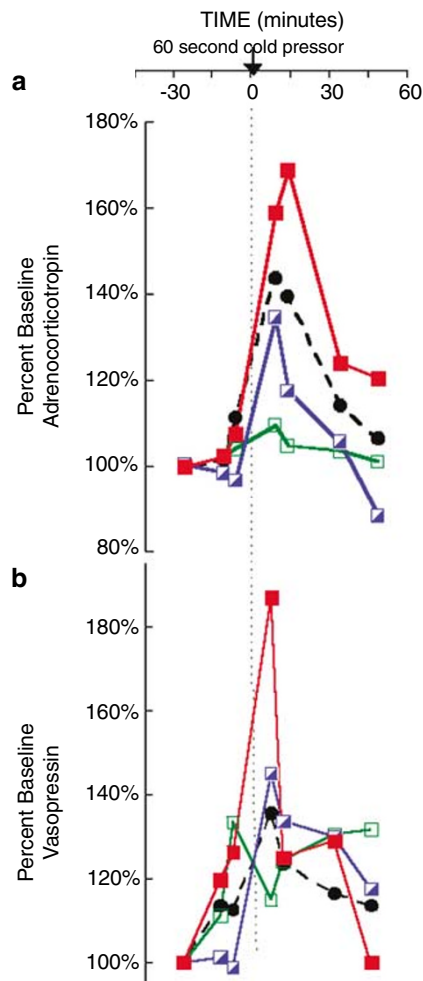 TIME (minutes)
60 second cold pressor
-30 0 30 60
a
180%
160%
140%
120%
100%
80%
Percent Baseline
Adrenocorticotropin
b
180%
160%
140%
120%
100%
Percent Baseline
Vasopressin